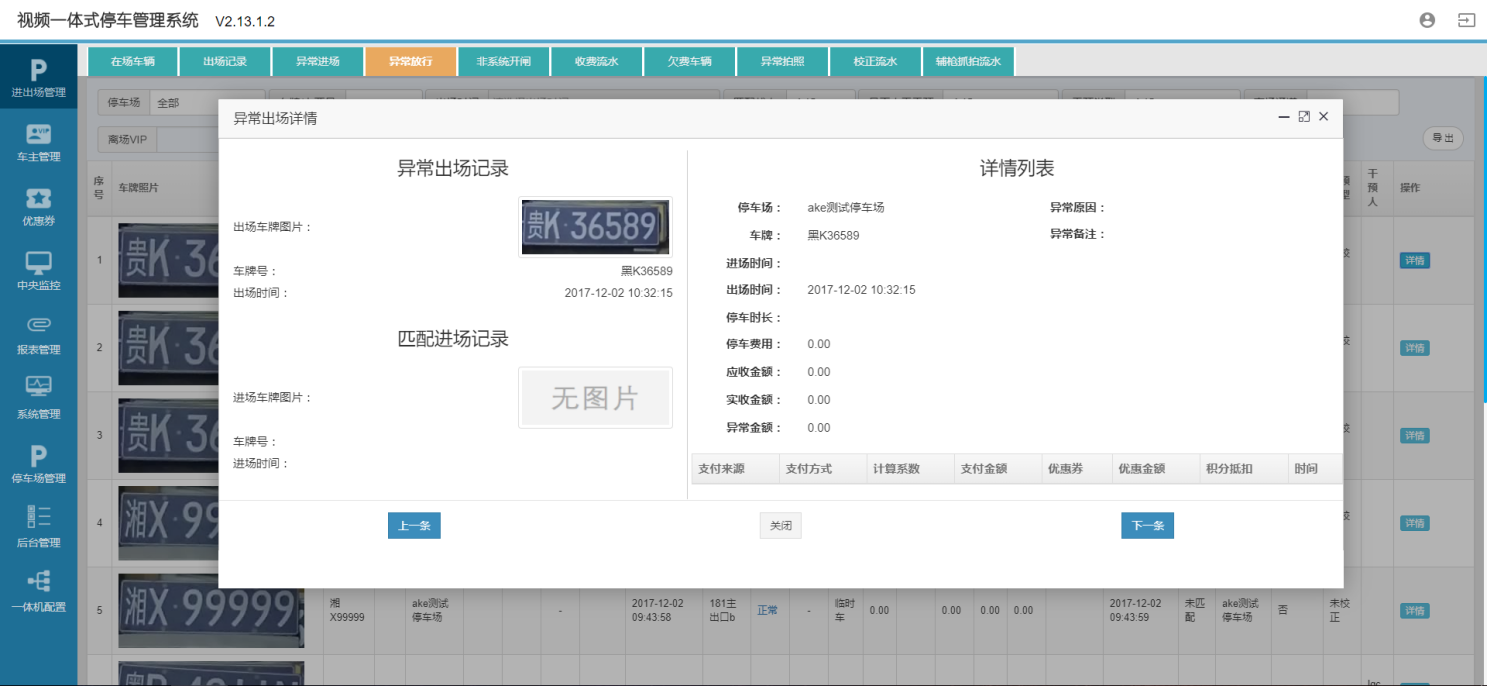 视频一体式停车管理系统 V2.13.1.2
P
进出场管理
VIP
车主管理
优惠券
中央监控
报表管理
系统管理
P
停车场管理
后台管理
一体机配置
在场车辆 出场记录 异常进场 异常放行 非系统开闸 收费流水 欠费车辆 异常拍照 校正流水 辅枪抓拍流水
停车场 全部
离场VIP 导出
序号 车牌照片 干预人 操作
异常出场详情
异常出场记录
出场车牌图片：
贵K·36589
车牌号： 黑K36589
出场时间： 2017-12-02 10:32:15
匹配进场记录
进场车牌图片： 无图片
车牌号：
进场时间：
详情列表
停车场： ake测试停车场 异常原因：
车牌： 黑K36589 异常备注：
进场时间：
出场时间： 2017-12-02 10:32:15
停车时长：
停车费用： 0.00
应收金额： 0.00
实收金额： 0.00
异常金额： 0.00
支付来源 支付方式 计算系数 支付金额 优惠券 优惠金额 积分抵扣 时间
上一条 关闭 下一条
1 贵K·36 详情
2 贵K·36 详情
3 贵K·36 详情
4 湘X·99 详情
5 湘X·99999 湘X99999 ake测试停车场 - 2017-12-02 09:43:58 181主出口b 正常 - 临时车 0.00 0.00 0.00 0.00 2017-12-02 09:43:59 未匹配 ake测试停车场 否 未校正 详情